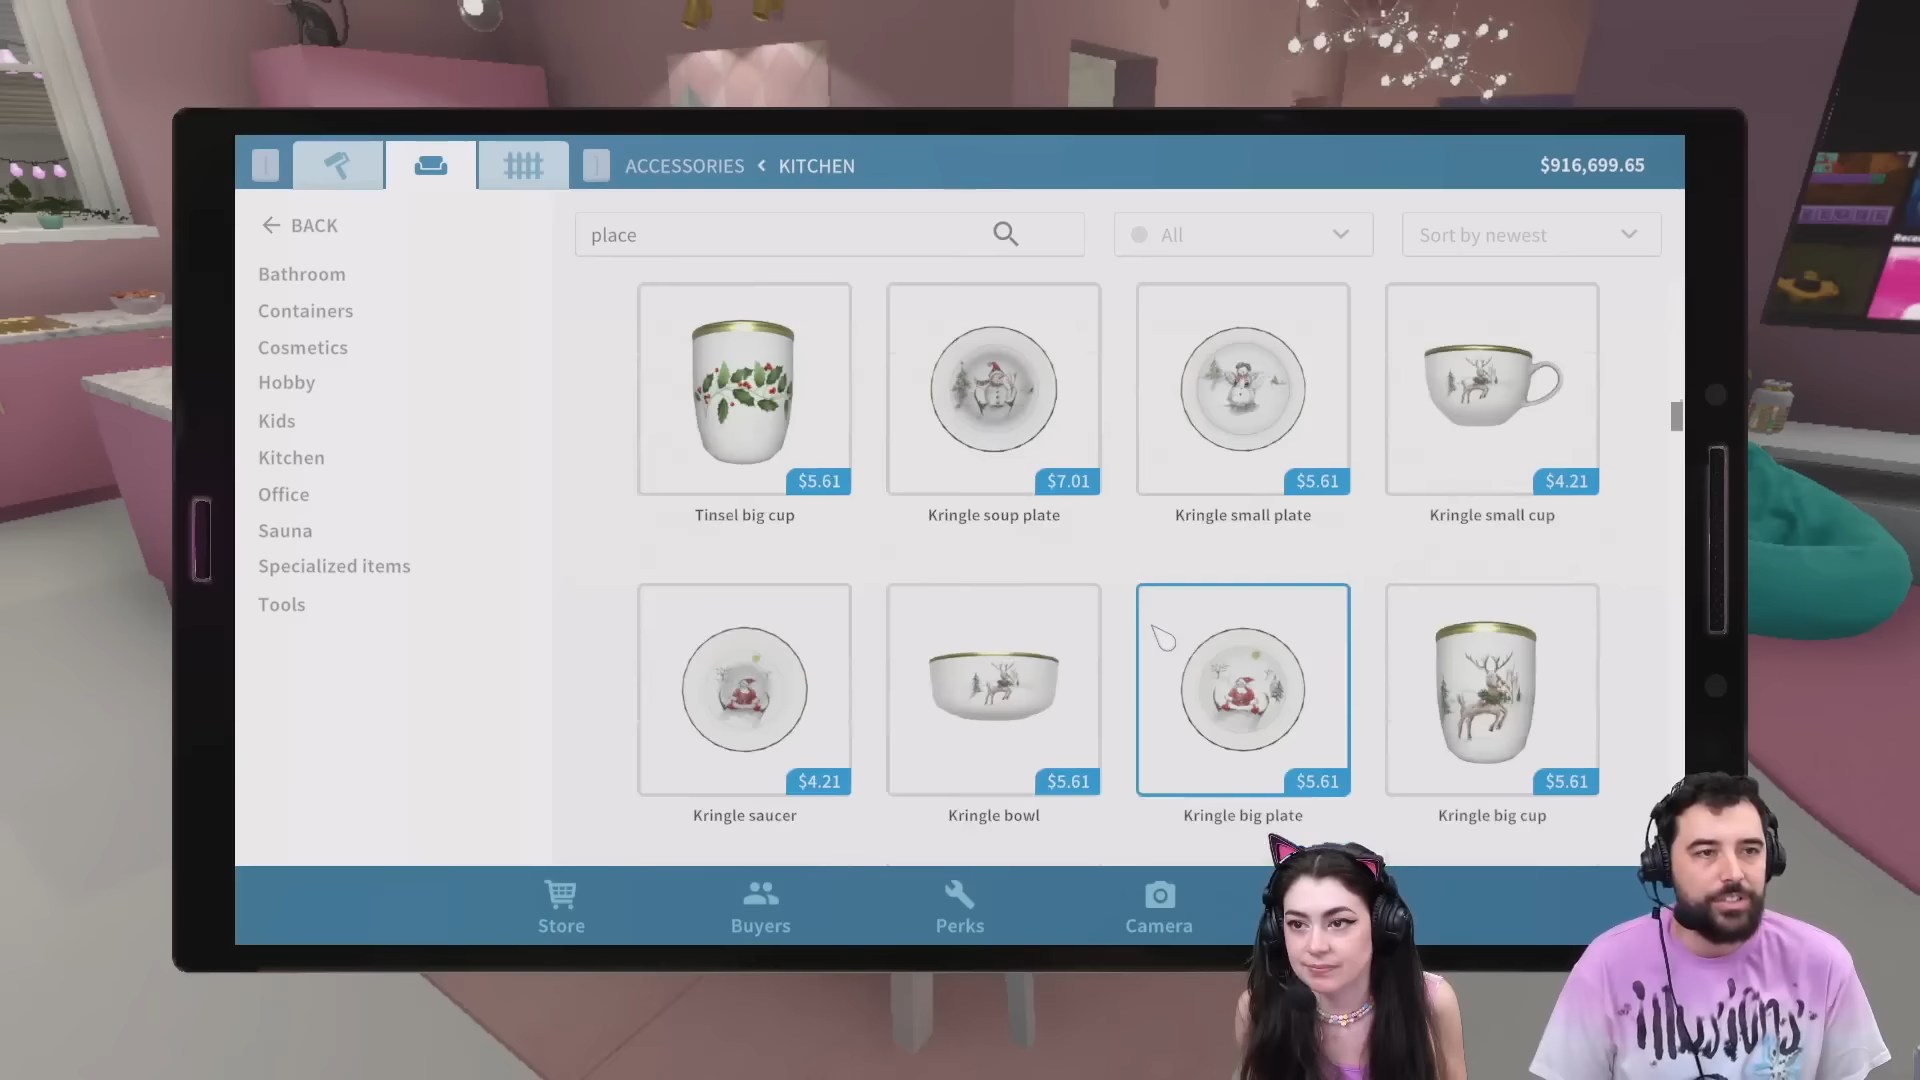 ACCESSORIES < KITCHEN
$916,699.65
BACK
place
All
Sort by newest
Bathroom
Containers
Cosmetics
Hobby
Kids
Kitchen
Office
Sauna
Specialized items
Tools
$5.61
$7.01
$5.61
$4.21
Tinsel big cup
Kringle soup plate
Kringle small plate
Kringle small cup
$4.21
$5.61
$5.61
$5.61
Kringle saucer
Kringle bowl
Kringle big plate
Kringle big cup
Store
Buyers
Perks
Camera
illusions